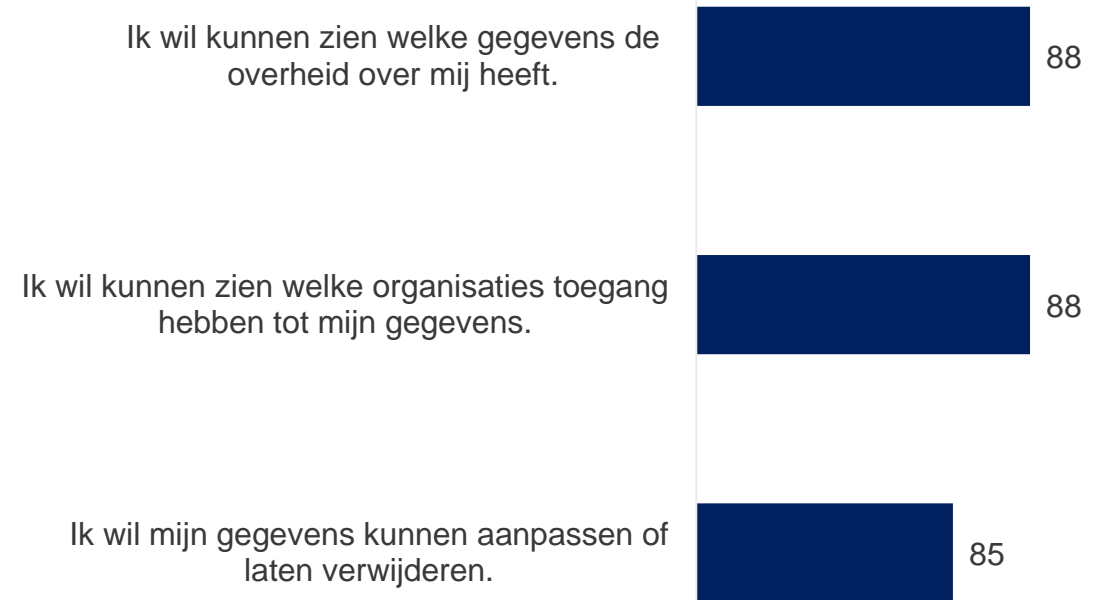 Ik wil kunnen zien welke gegevens de
overheid over mij heeft.
88
Ik wil kunnen zien welke organisaties toegang
hebben tot mijn gegevens.
88
Ik wil mijn gegevens kunnen aanpassen of
laten verwijderen.
85